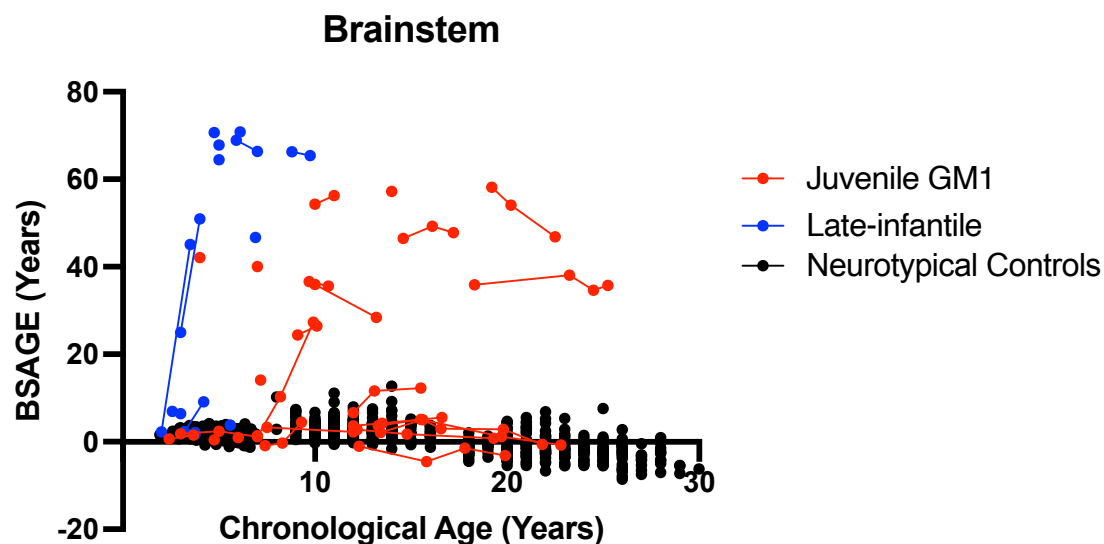 Brainstem
80
60
40
20
0
-20
BSAGE (Years)
10
20
30
Chronological Age (Years)
Juvenile GM1
Late-infantile
Neurotypical Controls